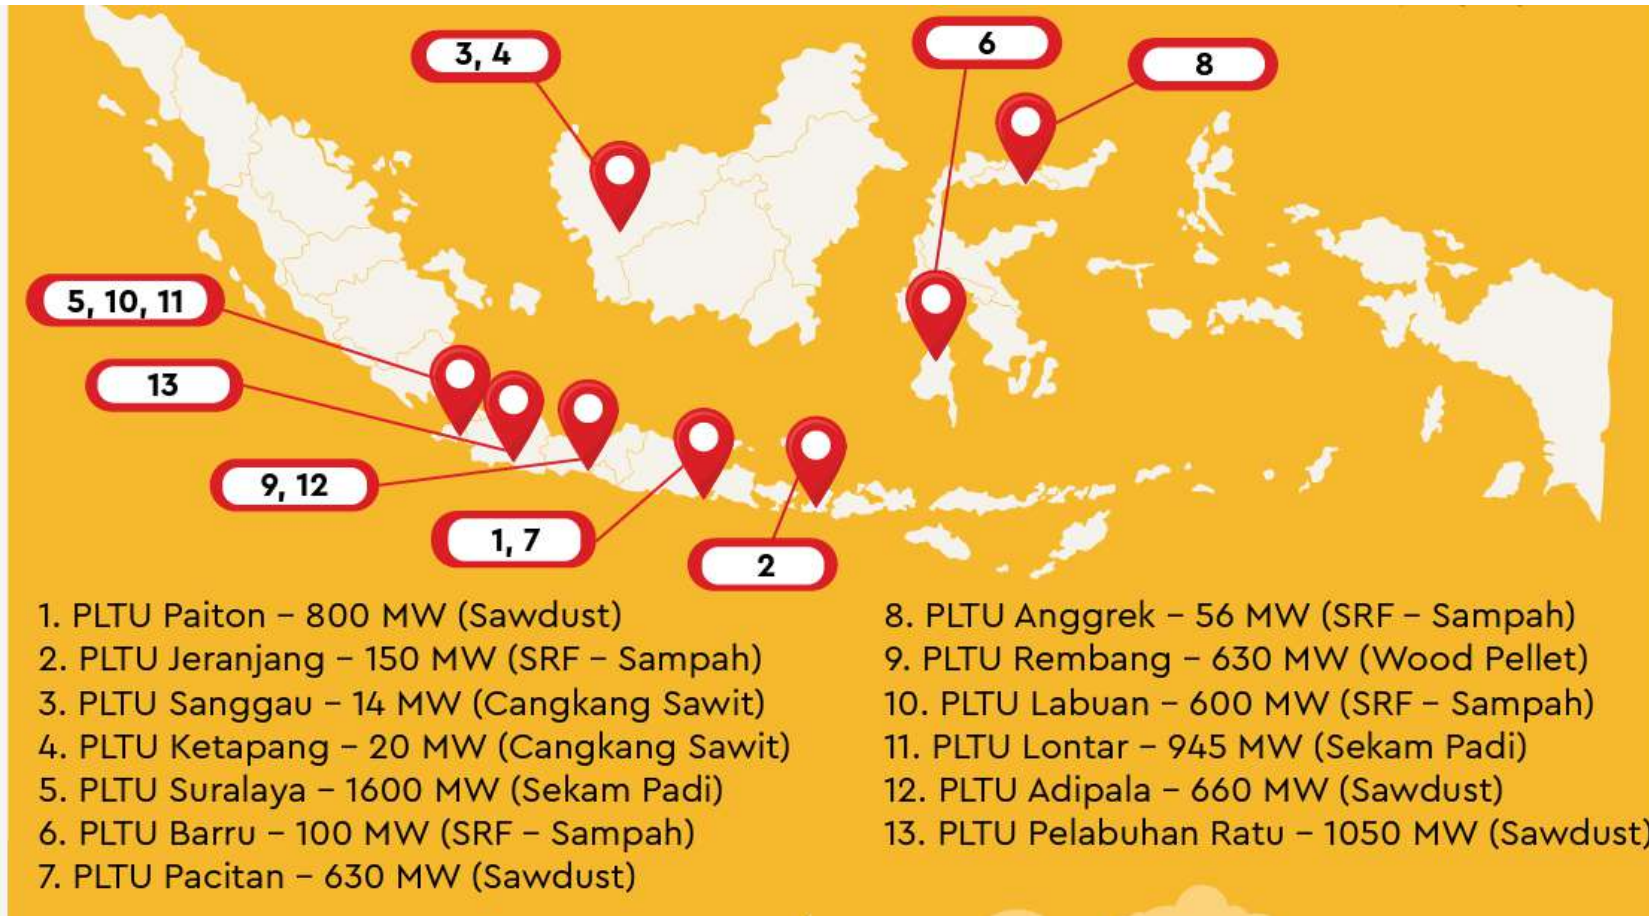 3, 4
6
8
5, 10, 11
13
9, 12
1, 7
2
1. PLTU Paiton – 800 MW (Sawdust)
2. PLTU Jeranjang – 150 MW (SRF – Sampah)
3. PLTU Sanggau – 14 MW (Cangkang Sawit)
4. PLTU Ketapang – 20 MW (Cangkang Sawit)
5. PLTU Suralaya – 1600 MW (Sekam Padi)
6. PLTU Barru – 100 MW (SRF – Sampah)
7. PLTU Pacitan – 630 MW (Sawdust)
8. PLTU Anggrek – 56 MW (SRF – Sampah)
9. PLTU Rembang – 630 MW (Wood Pellet)
10. PLTU Labuan – 600 MW (SRF – Sampah)
11. PLTU Lontar – 945 MW (Sekam Padi)
12. PLTU Adipala – 660 MW (Sawdust)
13. PLTU Pelabuhan Ratu – 1050 MW (Sawdust)